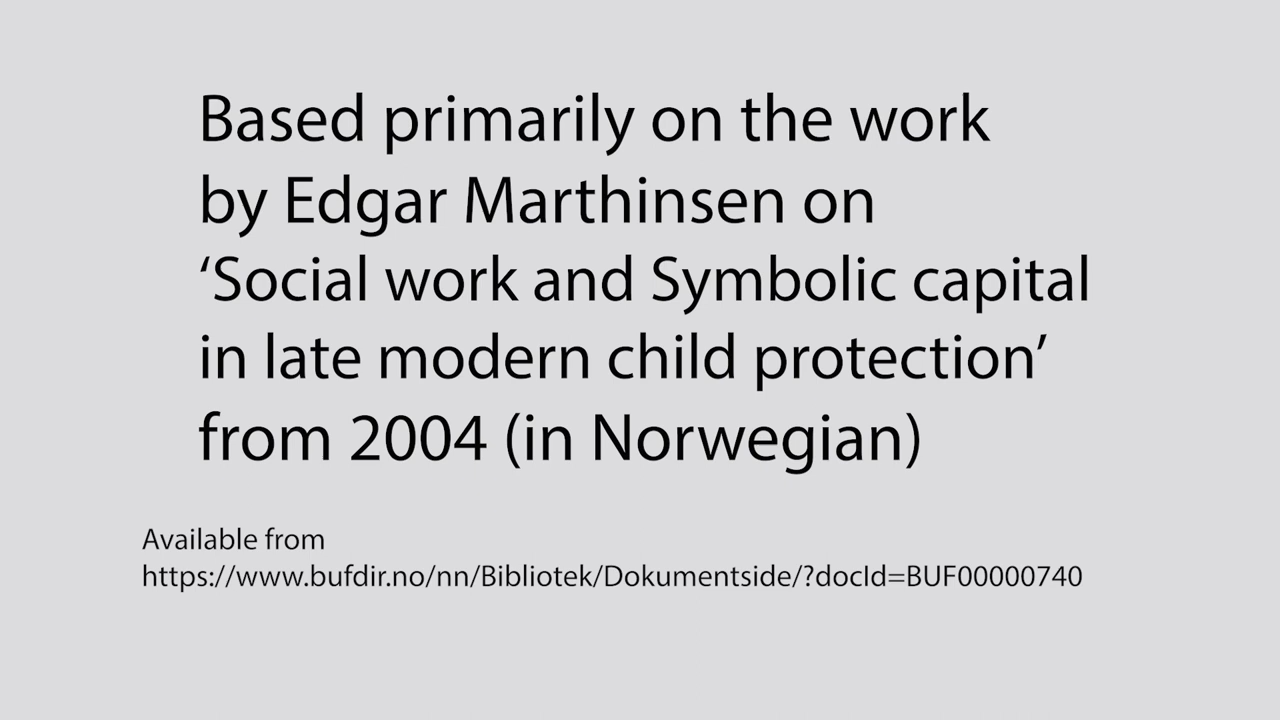 Based primarily on the work
by Edgar Marthinsen on
‘Social work and Symbolic capital
in late modern child protection’
from 2004 (in Norwegian)
Available from
https://www.bufdir.no/nn/Bibliotek/Dokumentside/?docId=BUF00000740